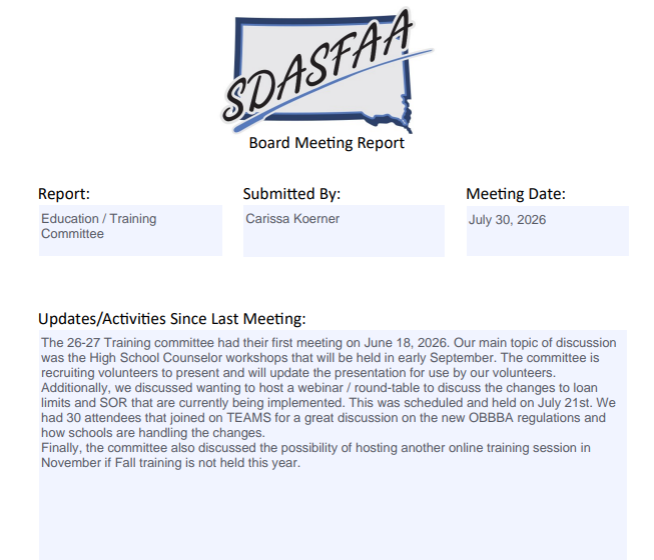 SDASFAA
Board Meeting Report
Report:
Submitted By:
Meeting Date:
Education / Training
Committee
Carissa Koerner
July 30, 2026
Updates/Activities Since Last Meeting:
The 26-27 Training committee had their first meeting on June 18, 2026. Our main topic of discussion
was the High School Counselor workshops that will be held in early September. The committee is
recruiting volunteers to present and will update the presentation for use by our volunteers.
Additionally, we discussed wanting to host a webinar / round-table to discuss the changes to loan
limits and SOR that are currently being implemented. This was scheduled and held on July 21st. We
had 30 attendees that joined on TEAMS for a great discussion on the new OBBBA regulations and
how schools are handling the changes.
Finally, the committee also discussed the possibility of hosting another online training session in
November if Fall training is not held this year.